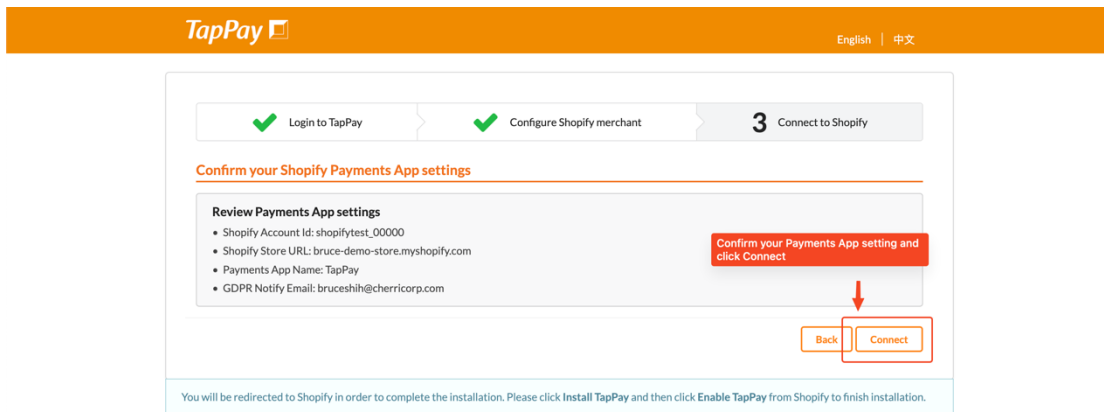 TapPay
English | 中文
Login to TapPay
Configure Shopify merchant
3 Connect to Shopify
Confirm your Shopify Payments App settings
Review Payments App settings
• Shopify Account Id: shopifytest_00000
• Shopify Store URL: bruce-demo-store.myshopify.com
• Payments App Name: TapPay
• GDPR Notify Email: bruceshih@cherricorp.com
Confirm your Payments App setting and
click Connect
Back
Connect
You will be redirected to Shopify in order to complete the installation. Please click Install TapPay and then click Enable TapPay from Shopify to finish installation.